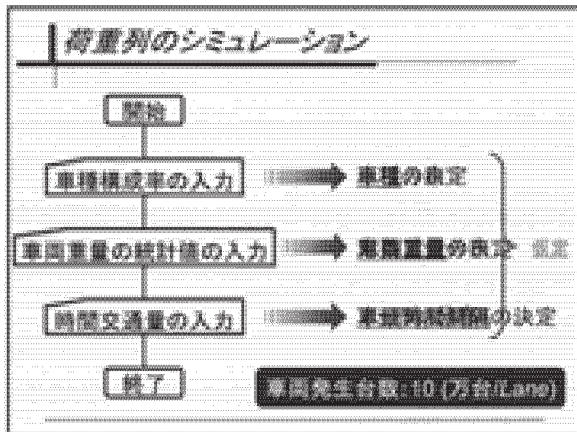 荷重列のシミュレーション
開始
車種構成率の入力
車種の決定
車両重量の統計値の入力
車両重量の決定
仮定
時間交通量の入力
の決定
終了
車両発生台数:10 (万台/Lane)